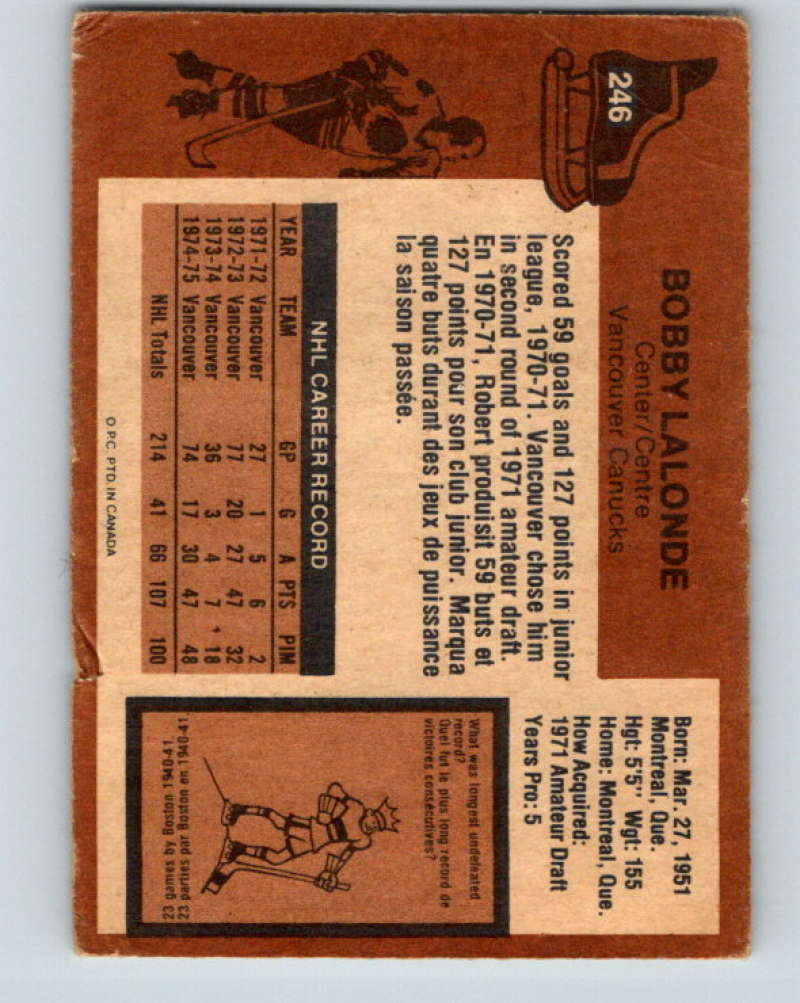 246
BOBBY LALONDE
Center/Centre
Vancouver Canucks
Born: Mar. 27, 1951
Montreal, Que.
Hgt: 5'5" Wgt: 155
Home: Montreal, Que.
How Acquired:
1971 Amateur Draft
Years Pro: 5
Scored 59 goals and 127 points in junior
league, 1970-71. Vancouver chose him
in second round of 1971 amateur draft.
En 1970-71, Robert produisit 59 buts et
127 points pour son club junior. Marqua
quatre buts durant des jeux de puissance
la saison passée.
NHL CAREER RECORD
YEAR TEAM GP G A PTS PIM
1971-72 Vancouver 27 1 5 6 2
1972-73 Vancouver 77 20 27 47 32
1973-74 Vancouver 36 3 4 7 18
1974-75 Vancouver 74 17 30 47 48
NHL Totals 214 41 66 107 100
What was longest undefeated
record?
Quel fut le plus long record de
victoires consécutives?
23 games by Boston 1940-41.
23 parties par Boston en 1940-41
O.P.C. PTD. IN CANADA